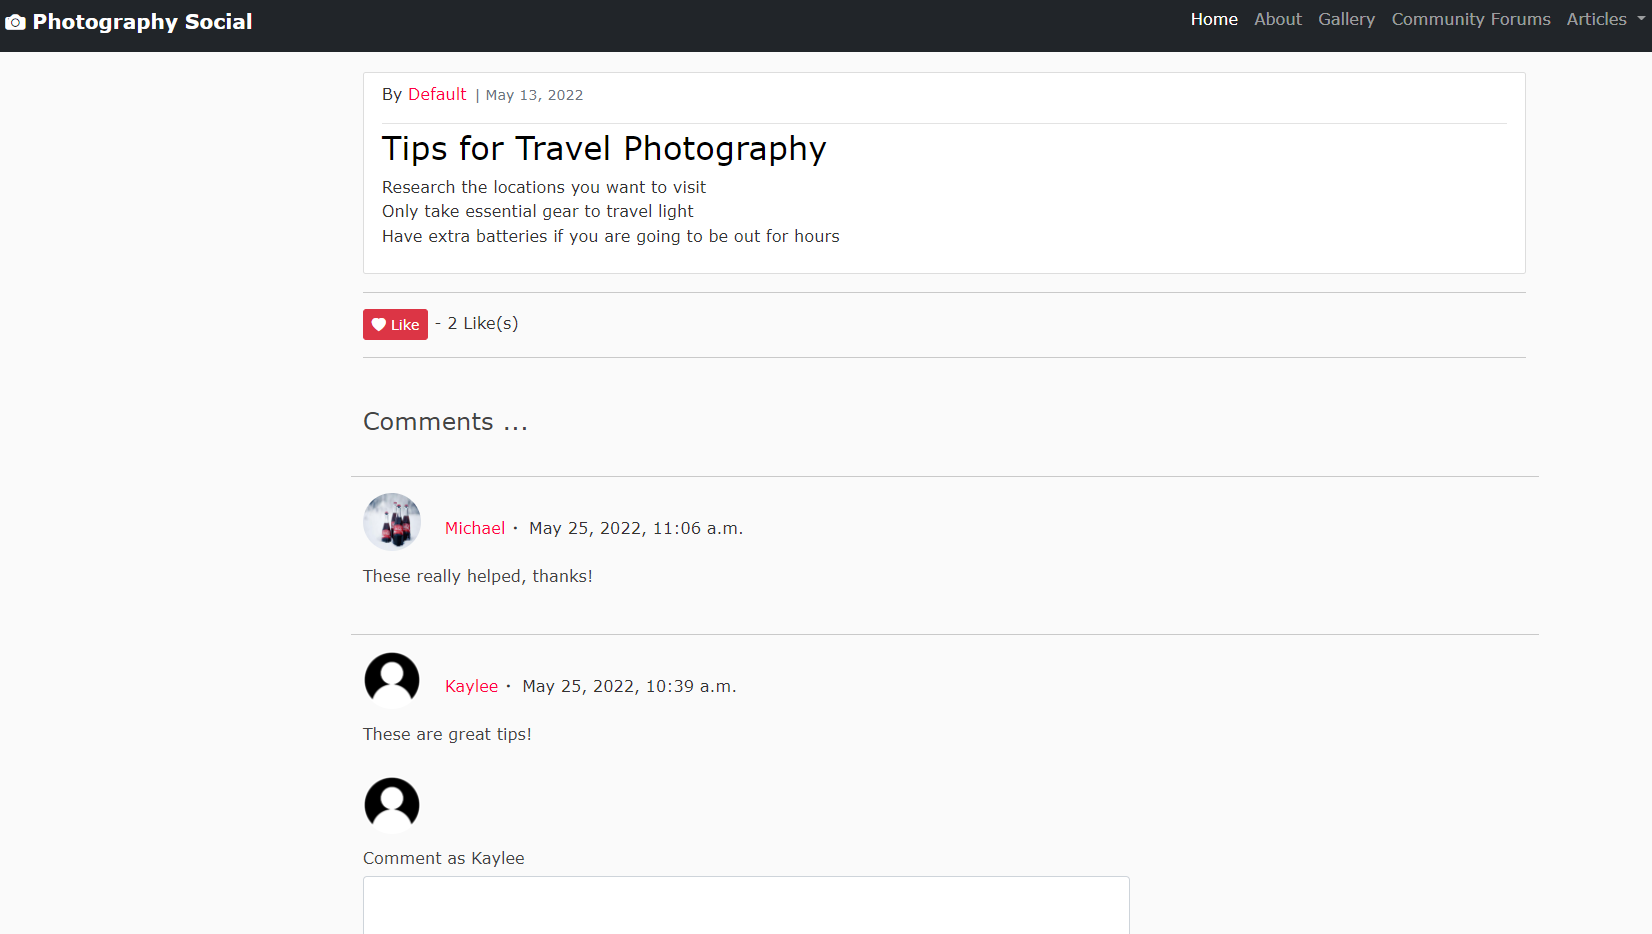 Photography Social
Home About Gallery Community Forums Articles
By Default | May 13, 2022
Tips for Travel Photography
Research the locations you want to visit
Only take essential gear to travel light
Have extra batteries if you are going to be out for hours
Like - 2 Like(s)
Comments ...
Michael · May 25, 2022, 11:06 a.m.
These really helped, thanks!
Kaylee · May 25, 2022, 10:39 a.m.
These are great tips!
Comment as Kaylee